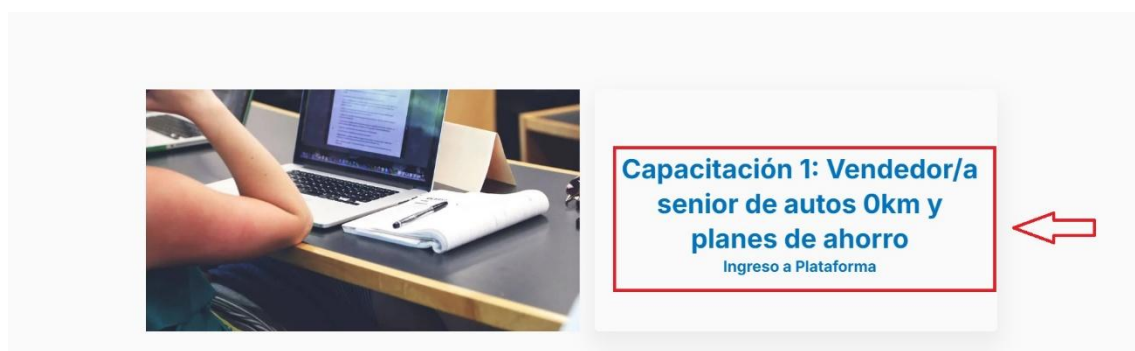 Capacitación 1: Vendedor/a
senior de autos 0km y
planes de ahorro
Ingreso a Plataforma